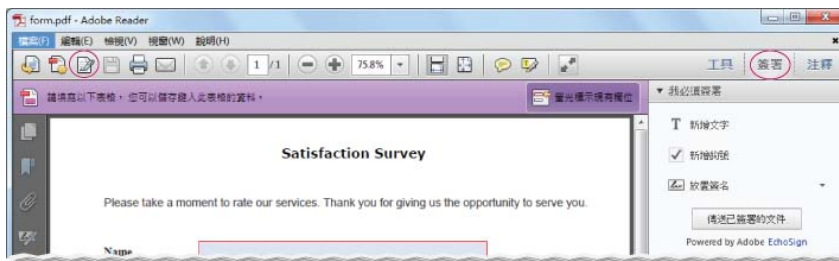 form.pdf - Adobe Reader
檔案(F) 編輯(E) 檢視(V) 視窗(W) 說明(H)
1 / 1 75.8% 工具 簽署 注釋
請填寫以下表格，您可以儲存鍵入此表格的資料。 螢光標示現有欄位
▼ 我必須簽署
T 新增文字
新增勾號
放置簽名
傳送已簽署的文件
Powered by Adobe EchoSign
Satisfaction Survey
Please take a moment to rate our services. Thank you for giving us the opportunity to serve you.
Name